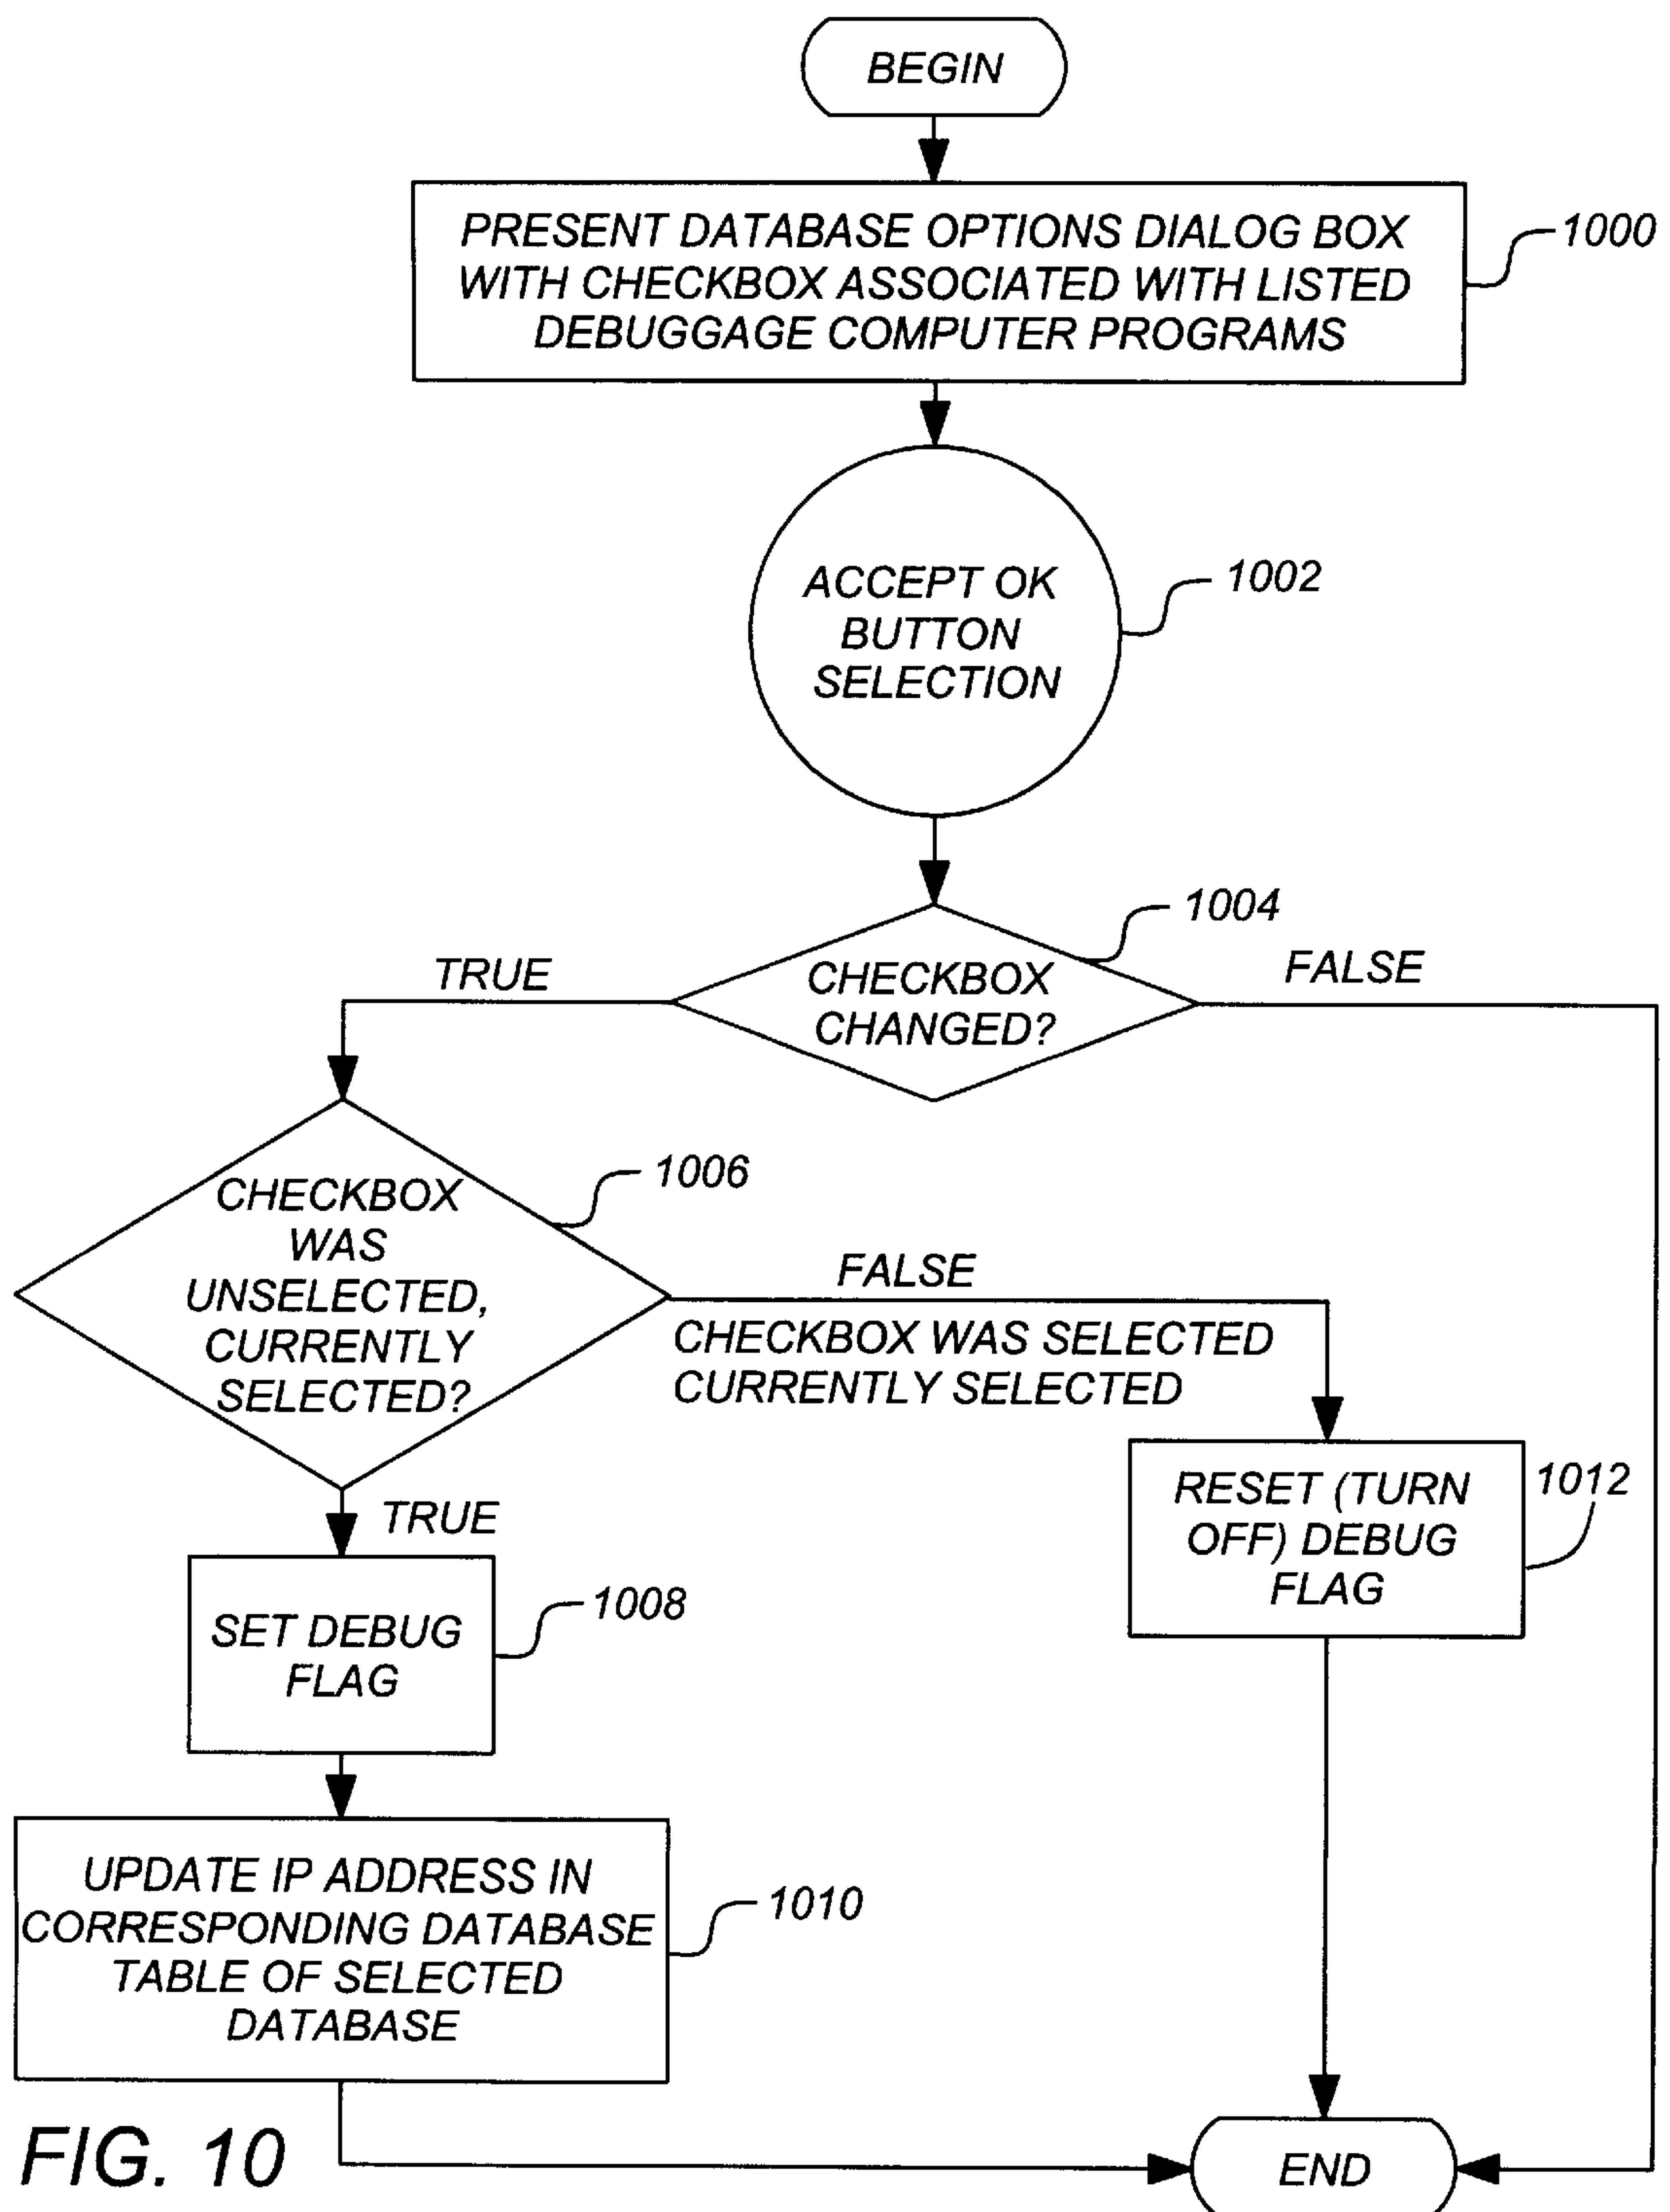 BEGIN
PRESENT DATABASE OPTIONS DIALOG BOX
WITH CHECKBOX ASSOCIATED WITH LISTED
DEBUGGAGE COMPUTER PROGRAMS
1000
ACCEPT OK
BUTTON
SELECTION
1002
1004
CHECKBOX
CHANGED?
TRUE
FALSE
CHECKBOX
WAS
UNSELECTED,
CURRENTLY
SELECTED?
1006
FALSE
CHECKBOX WAS SELECTED
CURRENTLY SELECTED
TRUE
RESET (TURN
OFF) DEBUG
FLAG
1012
SET DEBUG
FLAG
1008
UPDATE IP ADDRESS IN
CORRESPONDING DATABASE
TABLE OF SELECTED
DATABASE
1010
END
FIG. 10